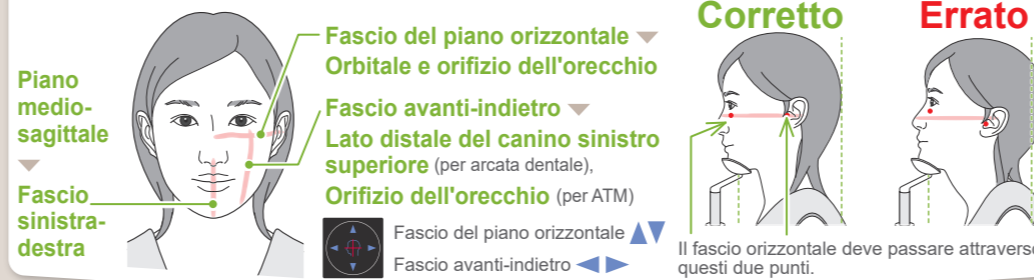 Piano
medio-
sagittale
Fascio
sinistra-
destra
Fascio del piano orizzontale
Orbitale e orifizio dell'orecchio
Fascio avanti-indietro
Lato distale del canino sinistro
superiore (per arcata dentale),
Orifizio dell'orecchio (per ATM)
Fascio del piano orizzontale
Fascio avanti-indietro
Corretto
Errato
Il fascio orizzontale deve passare attraverso
questi due punti.